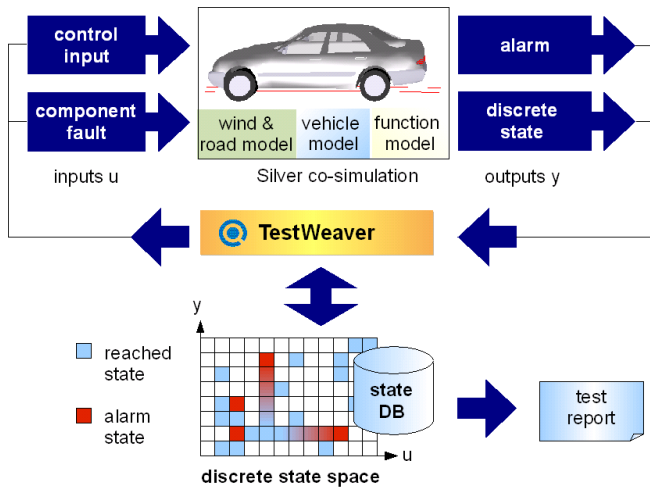 control
input
alarm
component
fault
discrete
state
wind &
road model
vehicle
model
function
model
inputs u
Silver co-simulation
outputs y
TestWeaver
y
reached
state
alarm
state
state
DB
test
report
u
discrete state space